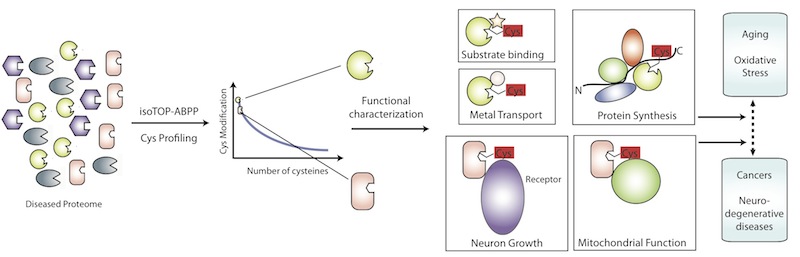 Diseased Proteome
isoTOP-ABPP
Cys Profiling
Cys Modification
Number of cysteines
Functional
characterization
Cys
Substrate binding
Cys
Metal Transport
Cys
C
N
Protein Synthesis
Cys
Receptor
Neuron Growth
Cys
Mitochondrial Function
Aging
Oxidative
Stress
Cancers
Neuro-
degenerative
diseases